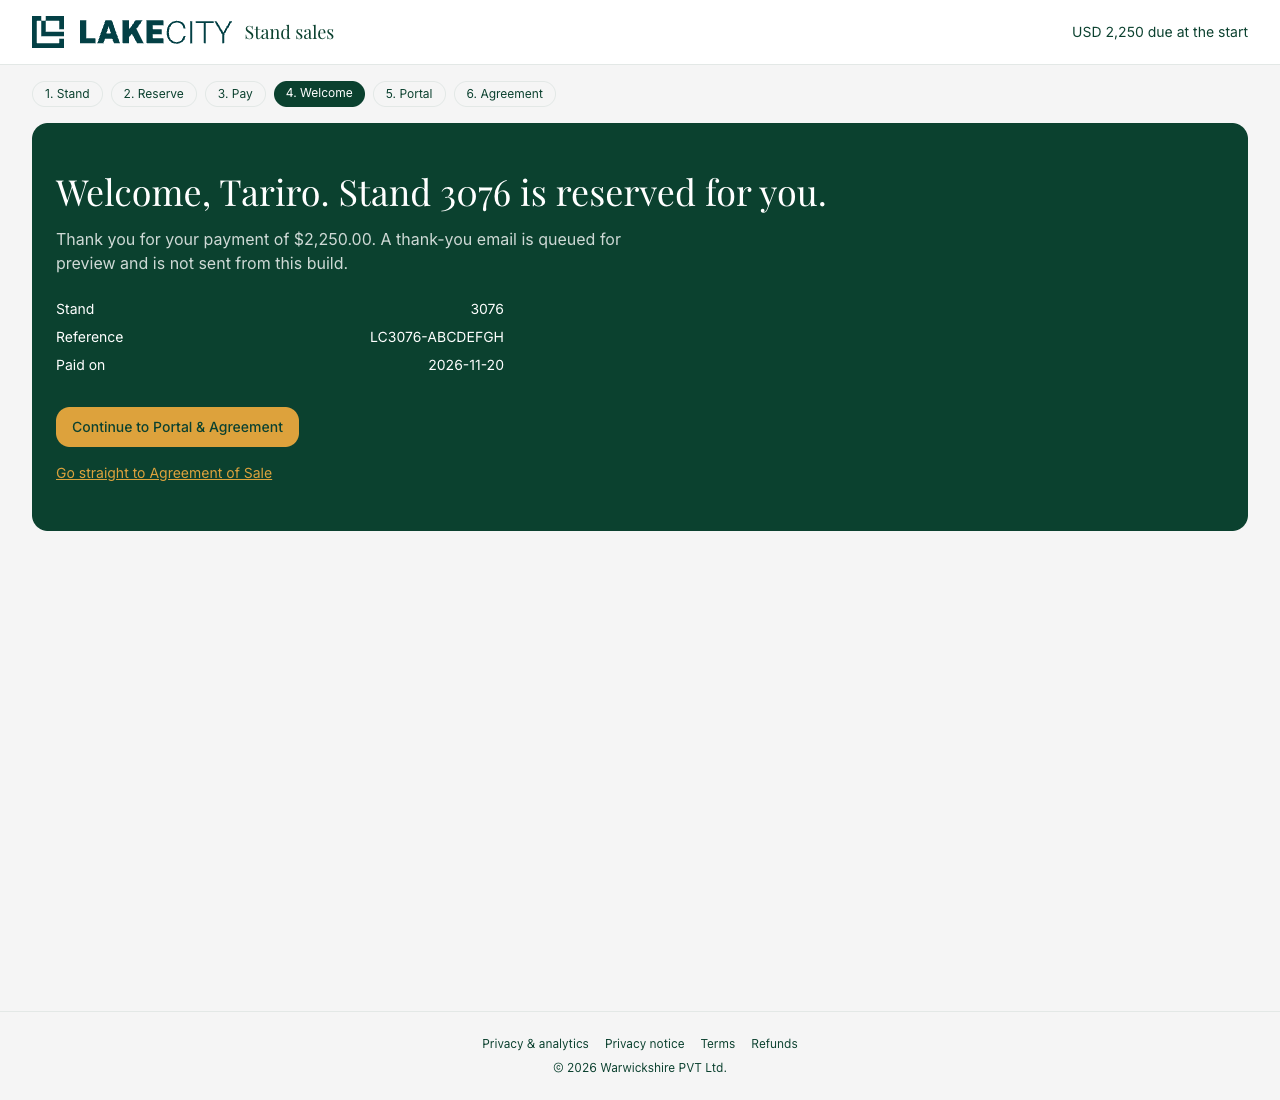 LAKECITY Stand sales
USD 2,250 due at the start
1. Stand
2. Reserve
3. Pay
4. Welcome
5. Portal
6. Agreement
Welcome, Tariro. Stand 3076 is reserved for you.
Thank you for your payment of $2,250.00. A thank-you email is queued for
preview and is not sent from this build.
Stand 3076
Reference LC3076-ABCDEFGH
Paid on 2026-11-20
Continue to Portal & Agreement
Go straight to Agreement of Sale
Privacy & analytics Privacy notice Terms Refunds
© 2026 Warwickshire PVT Ltd.